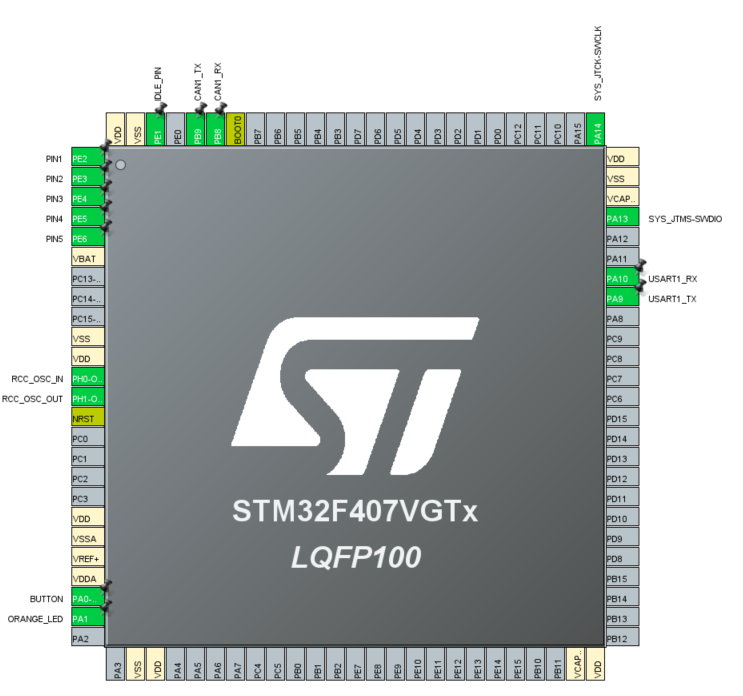 SYS_JTCK-SWCLK
IDLE_PIN
CAN1_TX
CAN1_RX
VDD
VSS
PE1
PE0
PB9
PB8
BOOT0
PB7
PB6
PB5
PB4
PB3
PD7
PD6
PD5
PD4
PD3
PD2
PD1
PD0
PC12
PC11
PC10
PA15
PA14
PIN1 PE2
PIN2 PE3
PIN3 PE4
PIN4 PE5
PIN5 PE6
VBAT
PC13-..
PC14-..
PC15-..
VSS
VDD
RCC_OSC_IN PH0-O..
RCC_OSC_OUT PH1-O..
NRST
PC0
PC1
PC2
PC3
VDD
VSSA
VREF+
VDDA
BUTTON PA0-..
ORANGE_LED PA1
PA2
ST
STM32F407VGTx
LQFP100
VDD
VSS
VCAP..
PA13 SYS_JTMS-SWDIO
PA12
PA11
PA10 USART1_RX
PA9 USART1_TX
PA8
PC9
PC8
PC7
PC6
PD15
PD14
PD13
PD12
PD11
PD10
PD9
PD8
PB15
PB14
PB13
PB12
PA3
VSS
VDD
PA4
PA5
PA6
PA7
PC4
PC5
PB0
PB1
PB2
PE7
PE8
PE9
PE10
PE11
PE12
PE13
PE14
PE15
PB10
PB11
VCAP..
VDD